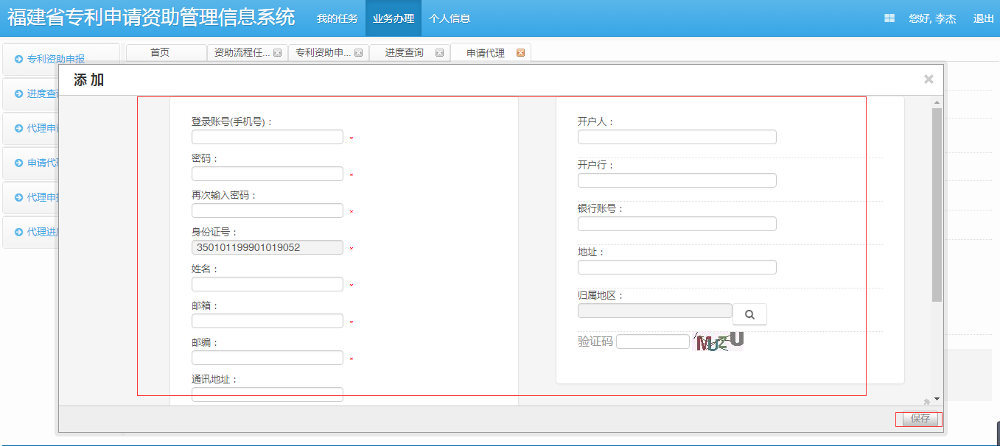 福建省专利申请资助管理信息系统 我的任务 业务办理 个人信息 您好, 李杰 退出
专利资助申报 首页 资助流程任... 专利资助申... 进度查询 申请代理
添 加
进度查
代理申
申请代
代理申
代理进
登录账号(手机号)：
*
密码：
*
再次输入密码：
*
身份证号：
350101199901019052 *
姓名：
*
邮箱：
*
邮编：
*
通讯地址：
开户人：
开户行：
银行账号：
地址：
归属地区：
验证码 MUZU
保存